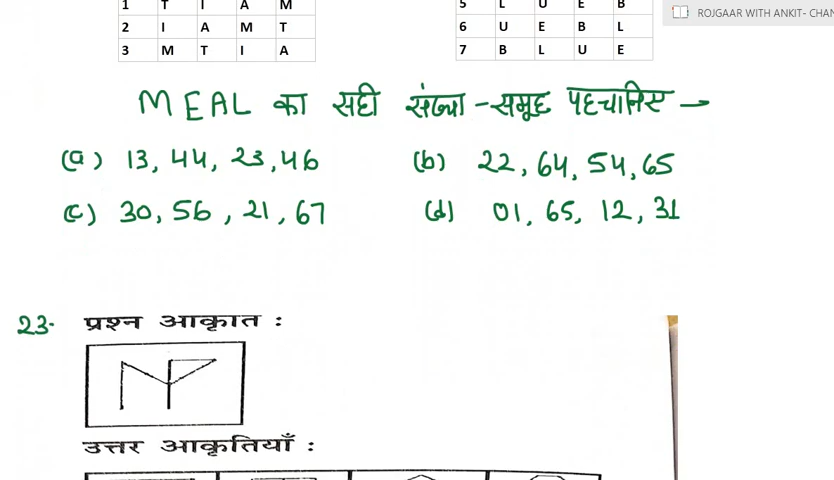 1 T I A M
2 I A M T
3 M T I A
5 L U E B
6 U E B L
7 B L U E
ROJGAAR WITH ANKIT- CHAN
MEAL का सही संख्या-समूह पहचानिए →
(a) 13, 44, 23, 46
(b) 22, 64, 54, 65
(c) 30, 56, 21, 67
(d) 01, 65, 12, 31
23. प्रश्न आकृति :
उत्तर आकृतियाँ :